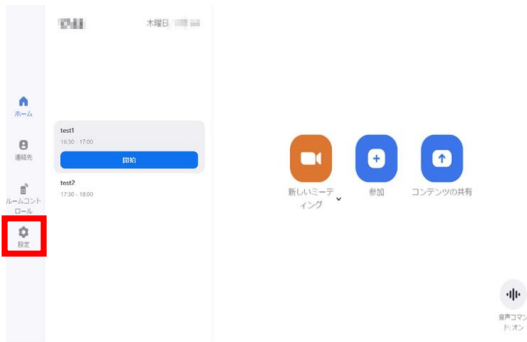 木曜日
ホーム
連絡先
ルームコント
ロール
設定
test1
16:30 - 17:00
開始
test2
17:30 - 18:00
新しいミーテ
ィング
参加
コンテンツの共有
音声コマン
ド: オン